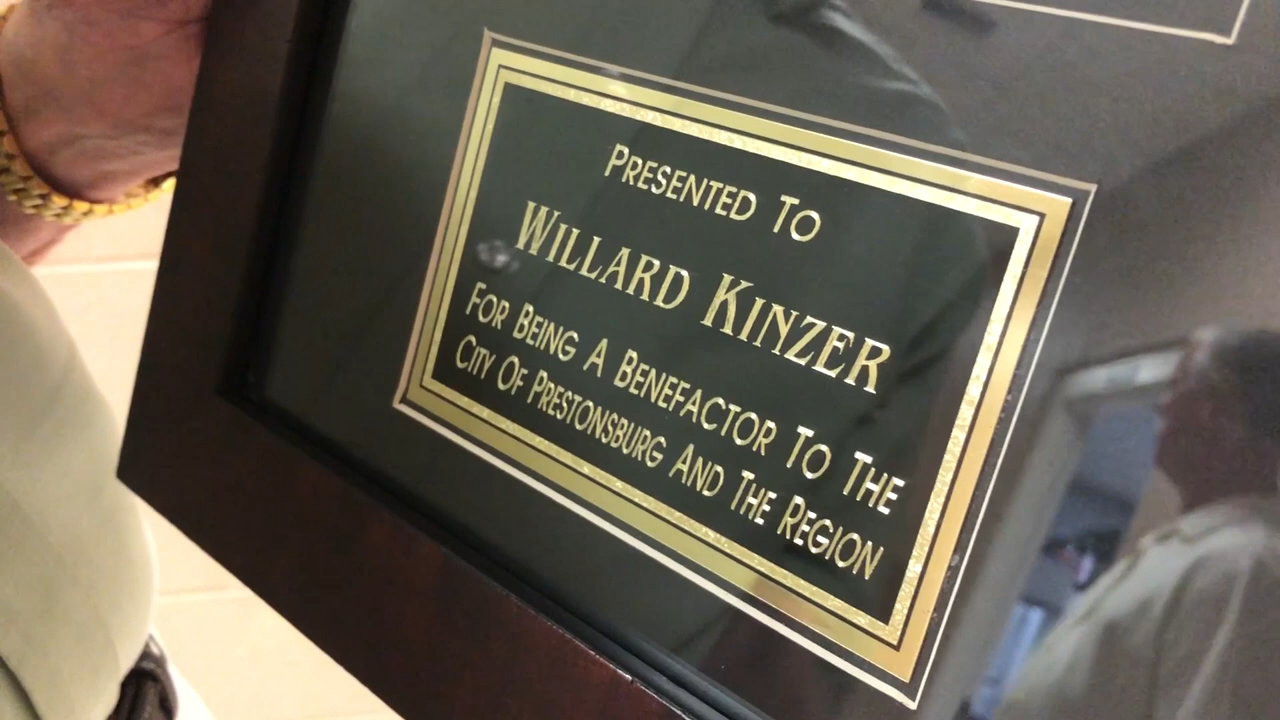 Presented To
Willard Kinzer
For Being A Benefactor To The
City Of Prestonsburg And The Region